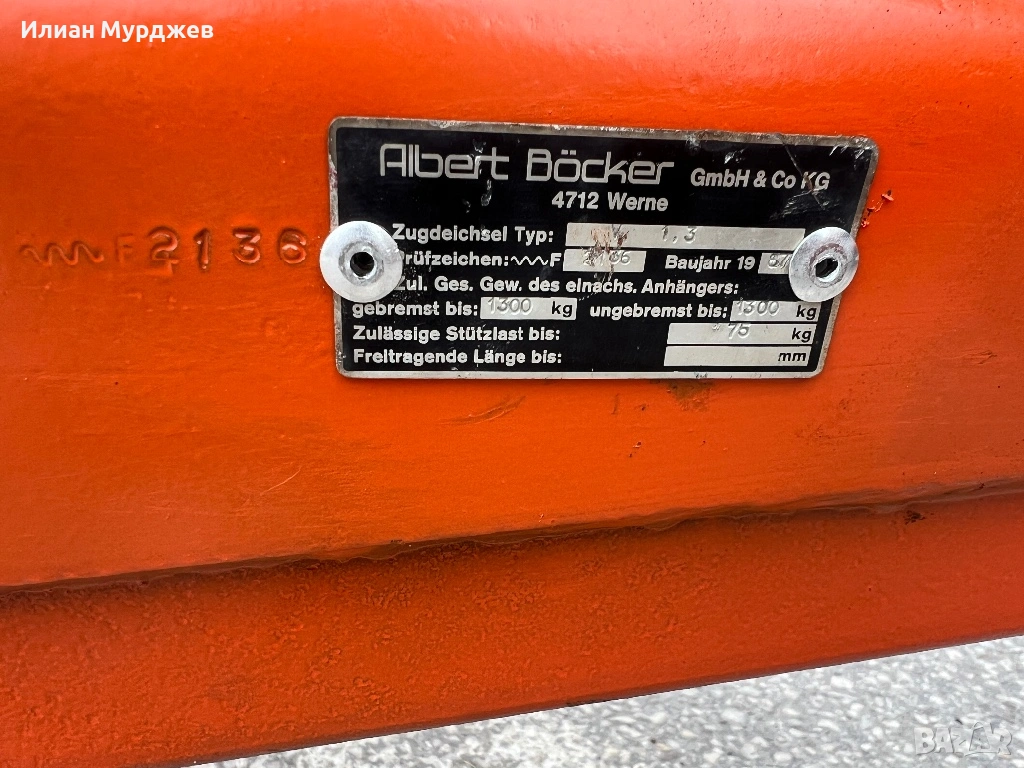 Илиан Мурджев
Albert Böcker GmbH & Co KG
4712 Werne
Zugdeichsel Typ: 1,3
F2136 Prüfzeichen: F 2136 Baujahr 19
Zul. Ges. Gew. des einachs. Anhängers:
gebremst bis: 1300 kg ungebremst bis: 1300 kg
Zulässige Stützlast bis: 75 kg
Freitragende Länge bis: mm
BAZAR